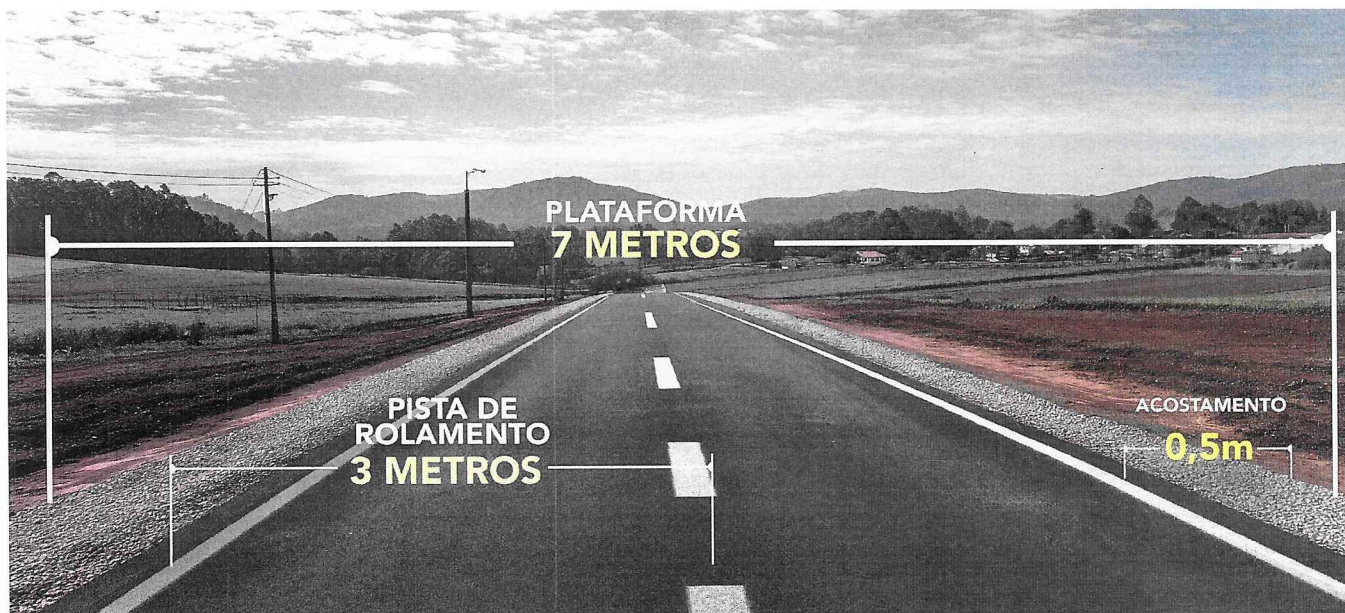 PLATAFORMA
7 METROS
PISTA DE
ROLAMENTO
3 METROS
ACOSTAMENTO
0,5m